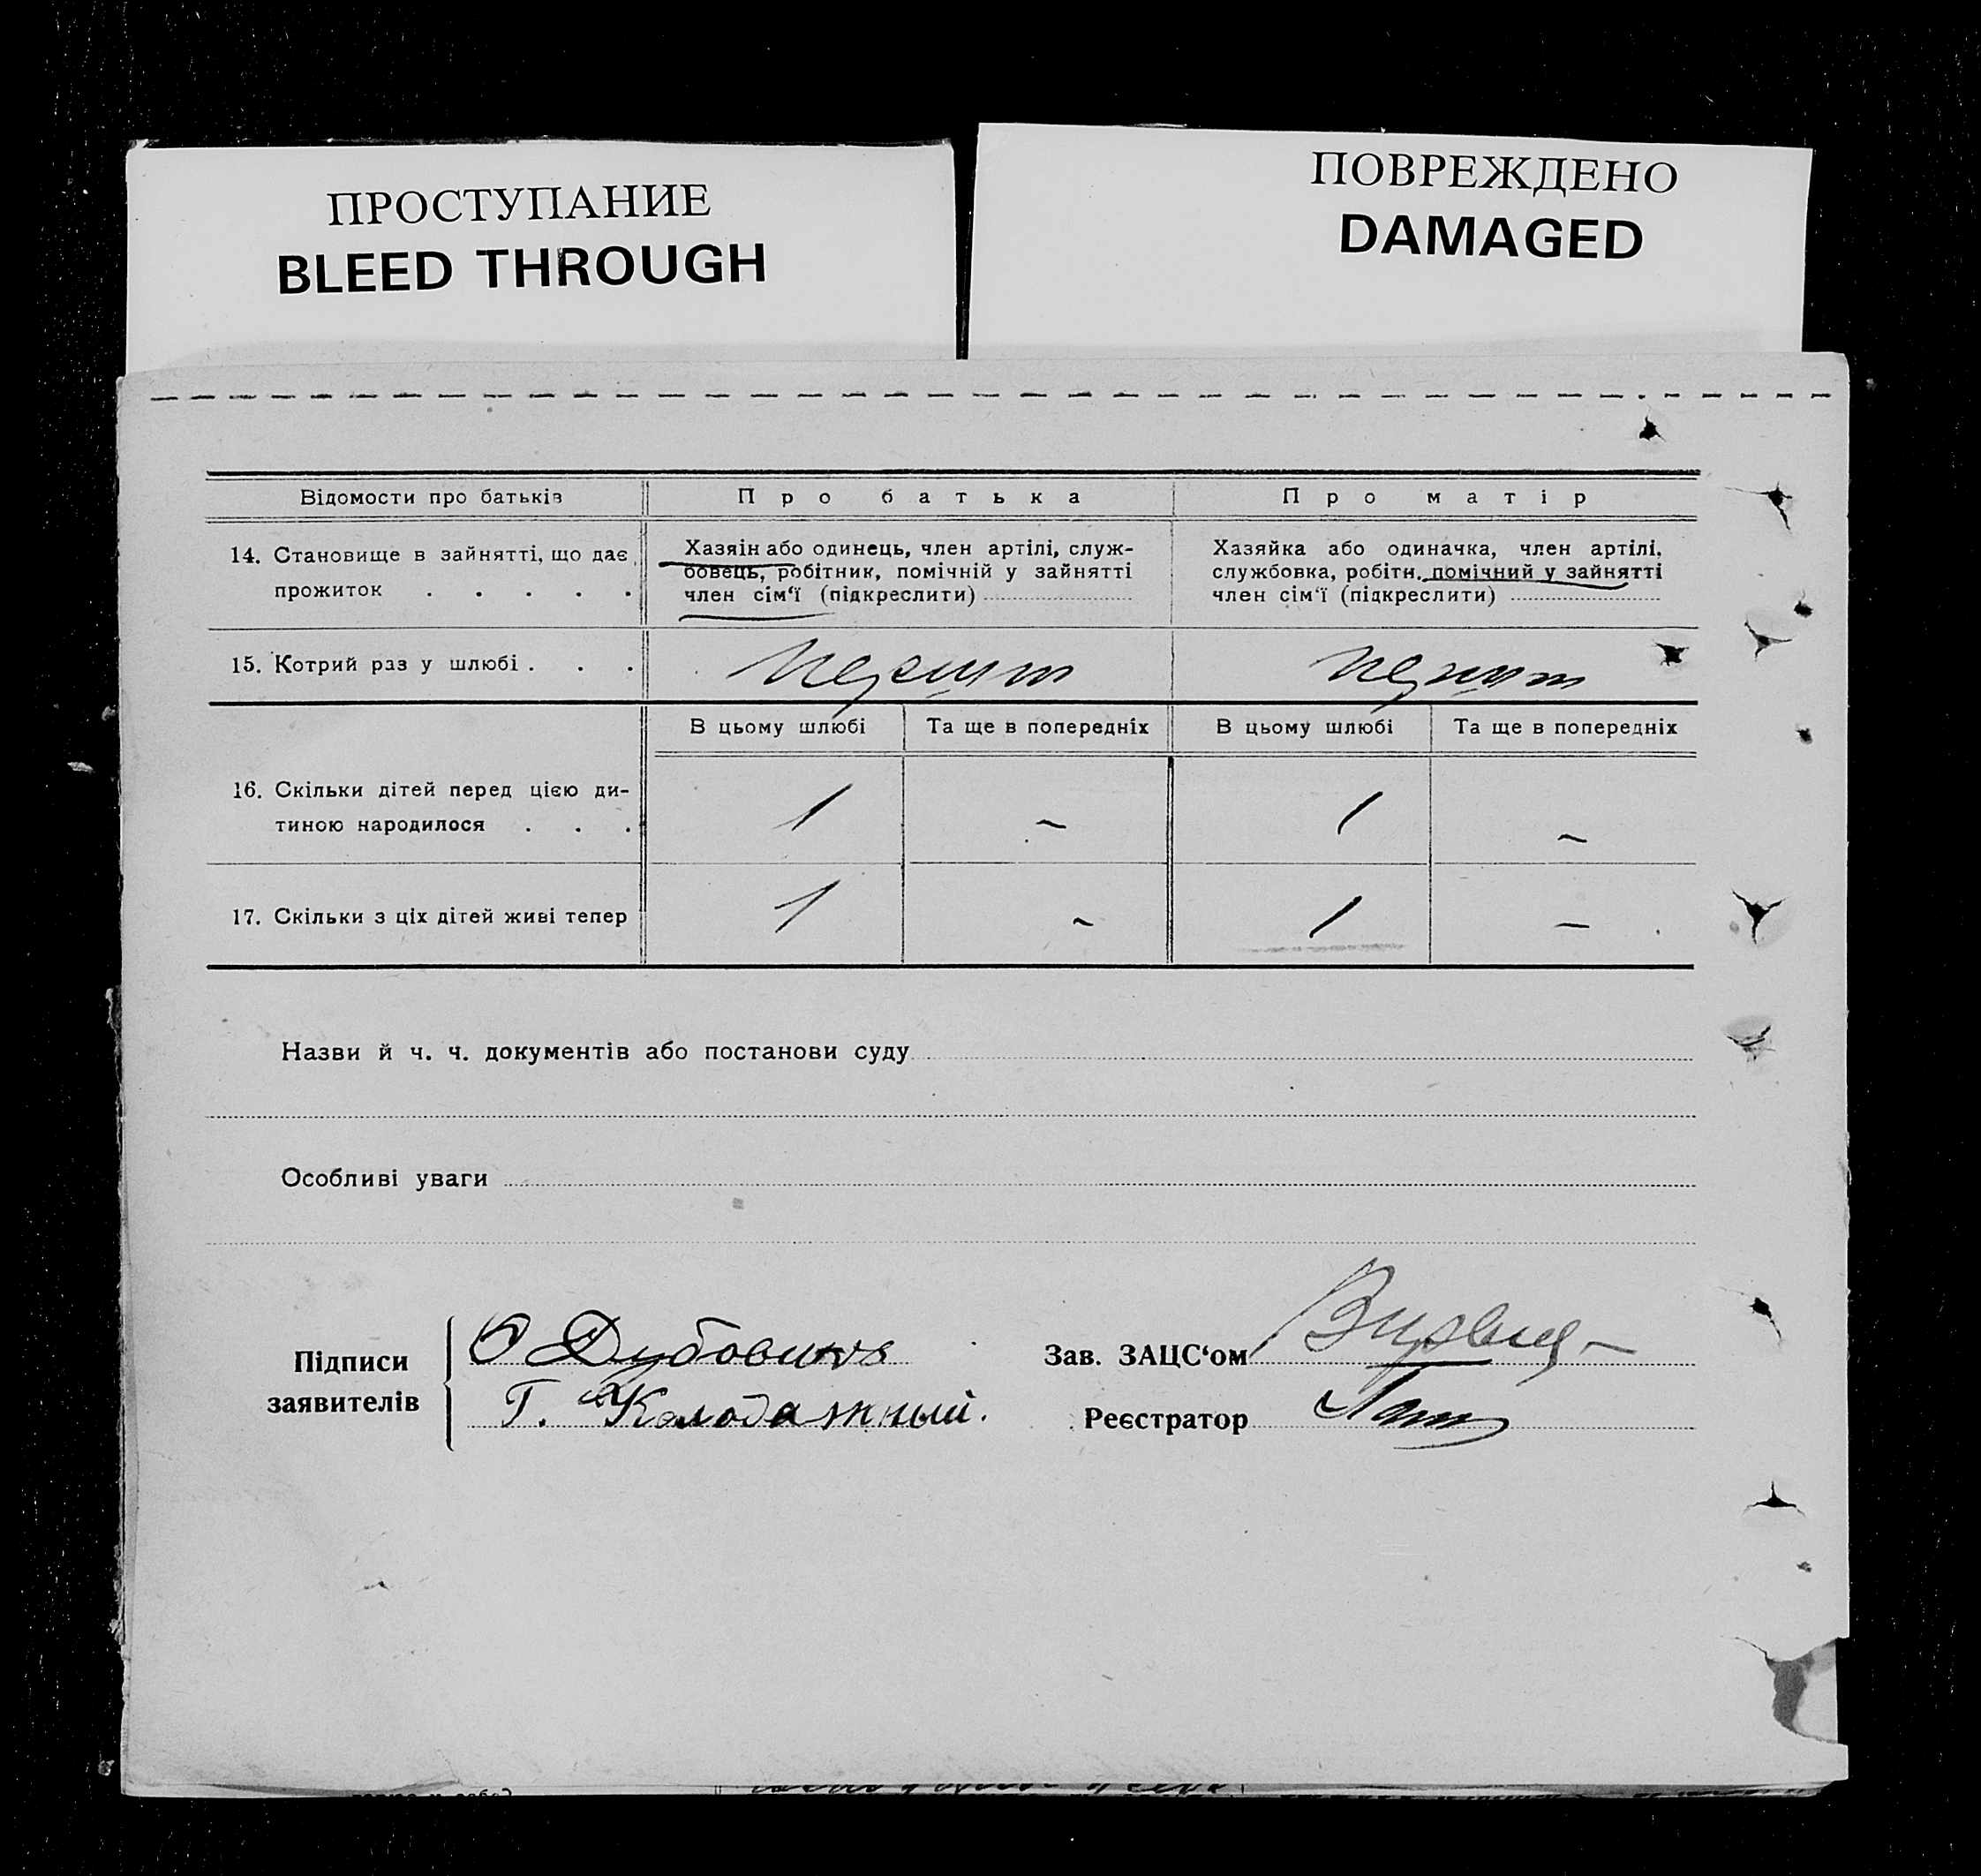 ПРОСТУПАНИЕ
BLEED THROUGH
ПОВРЕЖДЕНО
DAMAGED
Відомости про батьків
Про батька
Про матір
14. Становище в зайнятті, що дає
прожиток . . . . .
Хазяін або одинець, член артілі, служ-
бовець, робітник, помічній у зайнятті
член сім‘ї (підкреслити)
Хазяйка або одиначка, член артілі,
службовка, робітн. помічний у зайнятті
член сім‘ї (підкреслити)
15. Котрий раз у шлюбі . . .
В цьому шлюбі
Та ще в попередніх
В цьому шлюбі
Та ще в попередніх
16. Скільки дітей перед цією ди-
тиною народилося . . .
1 – 1 –
17. Скільки з ціх дітей живі тепер
1 – 1 –
Назви й ч. ч. документів або постанови суду
Особливі уваги
Підписи
заявителів
Г. Колодажный.
Зав. ЗАЦС‘ом
Реєстратор